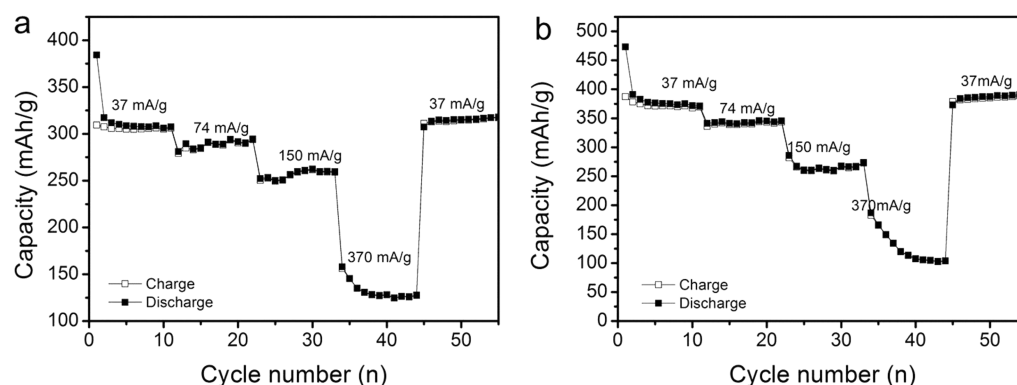 a
400
350
300
250
200
150
100
0
10
20
30
40
50
Capacity (mAh/g)
Cycle number (n)
37 mA/g
74 mA/g
150 mA/g
370 mA/g
37 mA/g
Charge
Discharge
b
500
450
400
350
300
250
200
150
100
50
0
0
10
20
30
40
50
Capacity (mAh/g)
Cycle number (n)
37 mA/g
74 mA/g
150 mA/g
370mA/g
37mA/g
Charge
Discharge